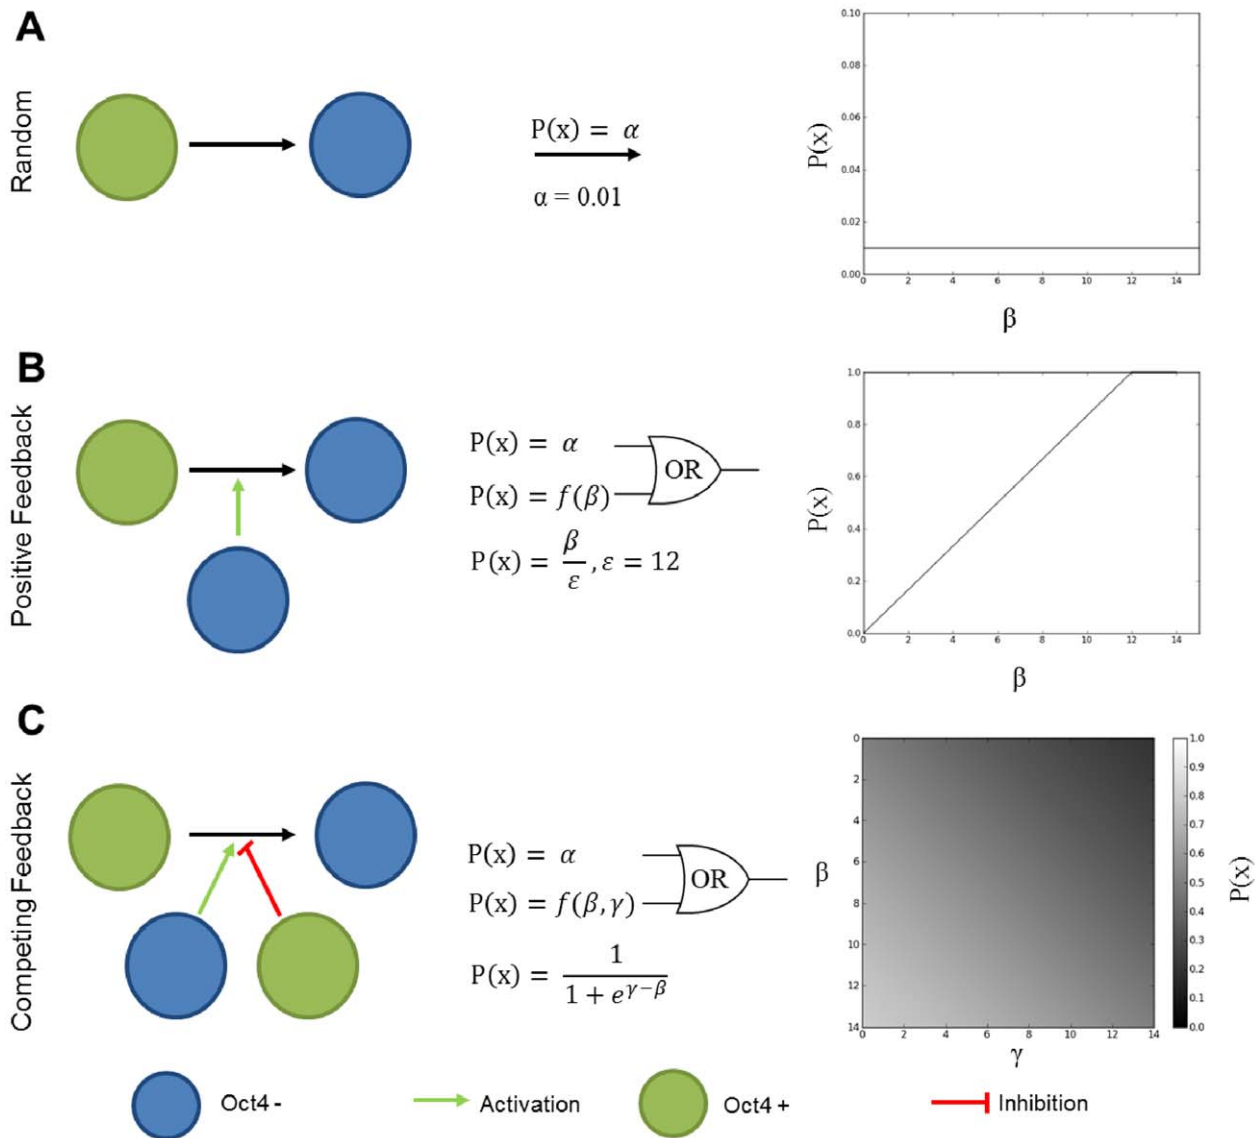 A
Random
P(x) = α
α = 0.01
0.10
0.08
0.06
0.04
0.02
0.00
P(x)
0 2 4 6 8 10 12 14
β
B
Positive Feedback
P(x) = α
P(x) = f(β)
OR
P(x) = β/ε, ε = 12
1.0
0.8
0.6
0.4
0.2
0.0
P(x)
0 2 4 6 8 10 12 14
β
C
Competing Feedback
P(x) = α
P(x) = f(β, γ)
OR
P(x) = 1/(1 + e^{γ−β})
β
0
2
4
6
8
10
12
14
0 2 4 6 8 10 12 14
γ
1.0
0.9
0.8
0.7
0.6
0.5
0.4
0.3
0.2
0.1
0.0
P(x)
Oct4 - Activation Oct4 + Inhibition